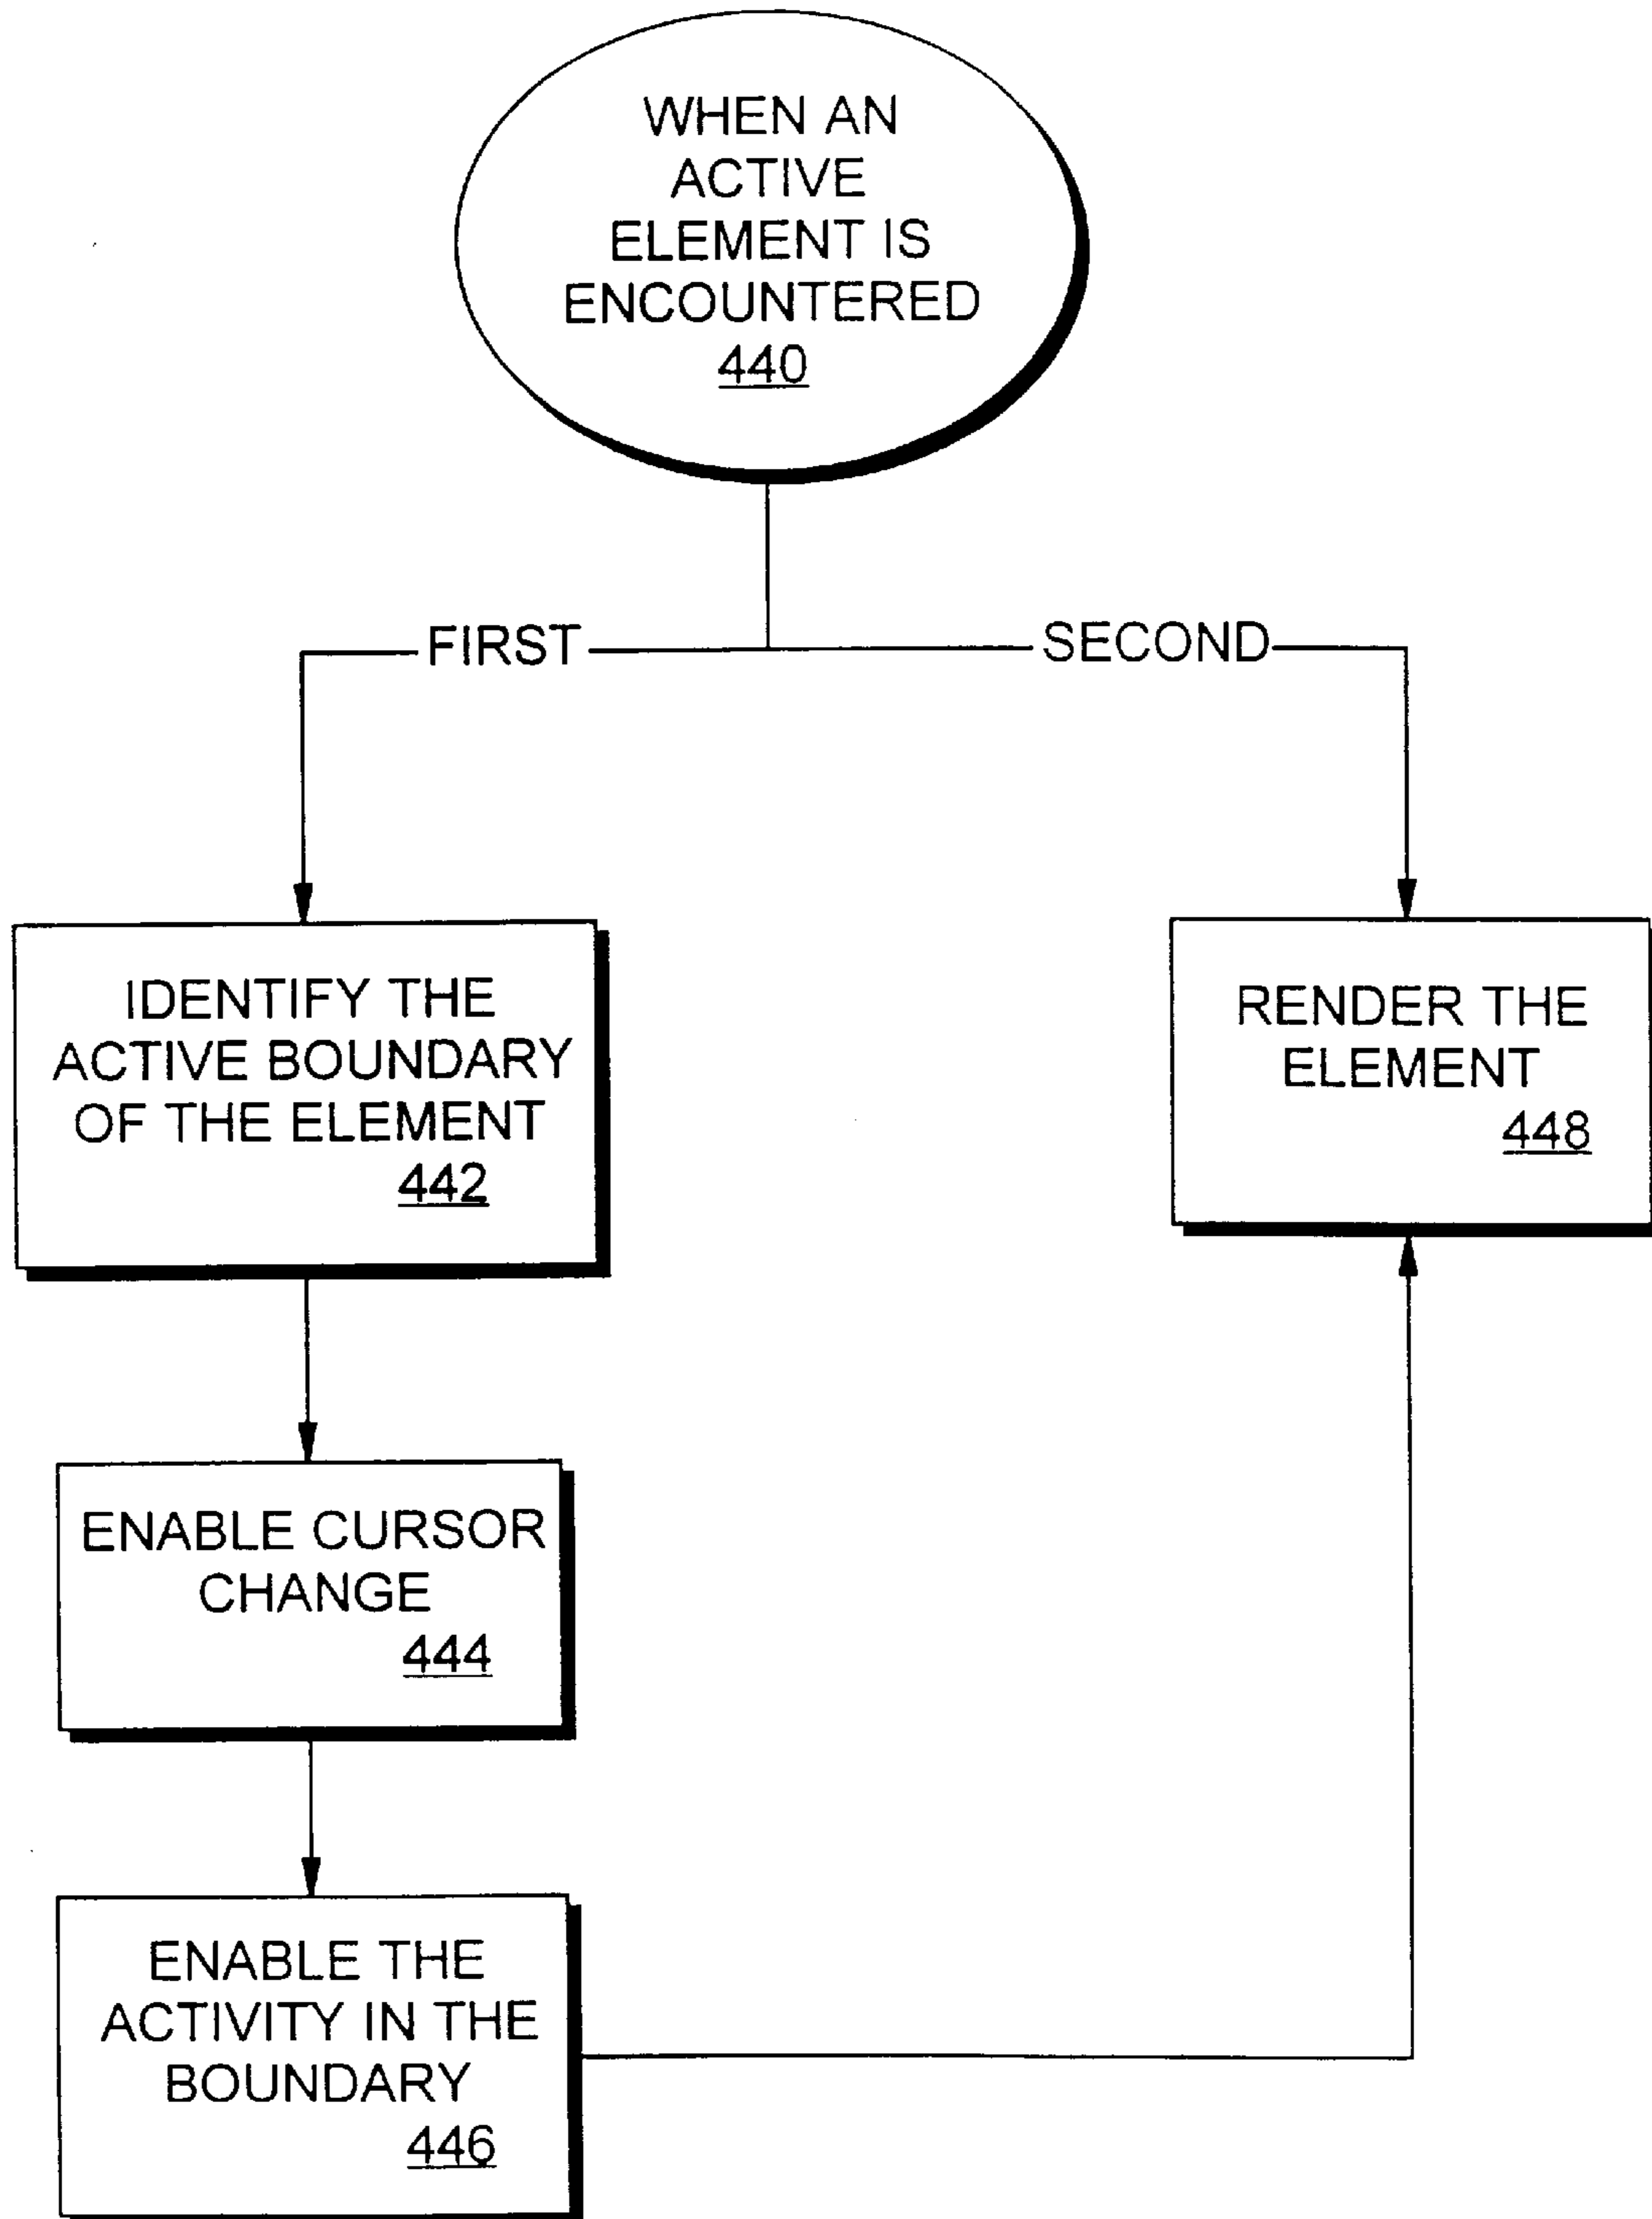 WHEN AN
ACTIVE
ELEMENT IS
ENCOUNTERED
440
FIRST
SECOND
IDENTIFY THE
ACTIVE BOUNDARY
OF THE ELEMENT
442
RENDER THE
ELEMENT
448
ENABLE CURSOR
CHANGE
444
ENABLE THE
ACTIVITY IN THE
BOUNDARY
446